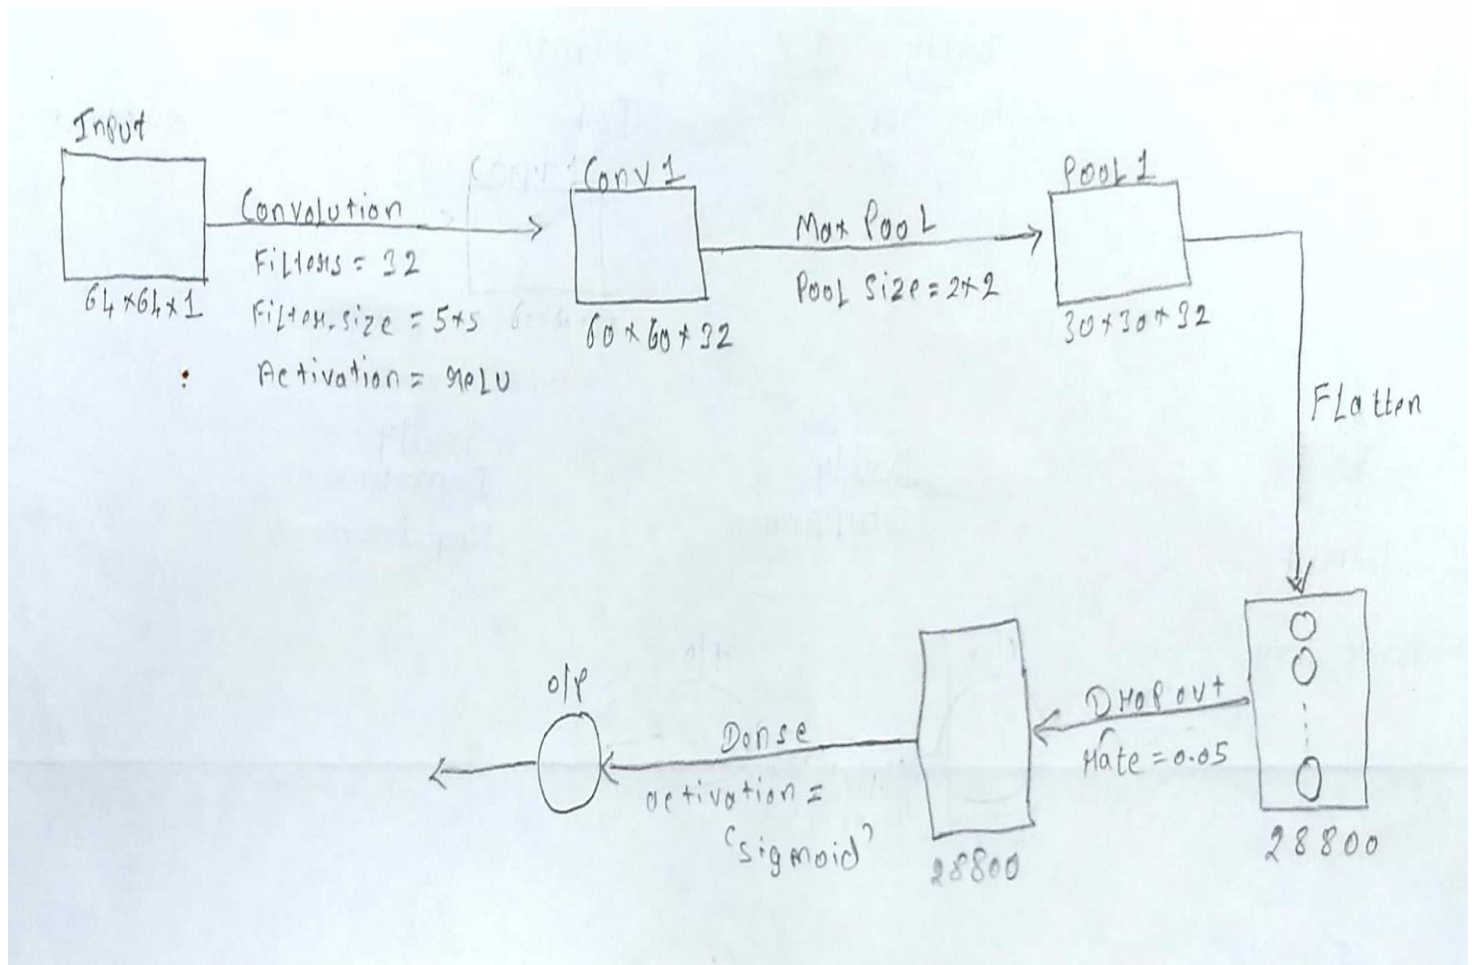 Input
64×64×1
Convolution
Filters = 32
Filter.size = 5×5
Activation = relu
Conv 1
60×60×32
Max Pool
Pool size = 2×2
Pool 1
30×30×32
Flatten
28800
Dropout
rate = 0.05
28800
Dense
activation =
'sigmoid'
o/p